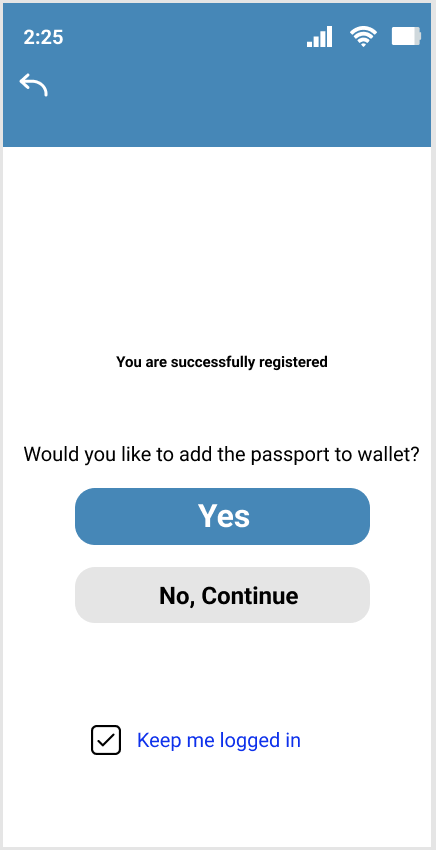 2:25
You are successfully registered
Would you like to add the passport to wallet?
Yes
No, Continue
Keep me logged in